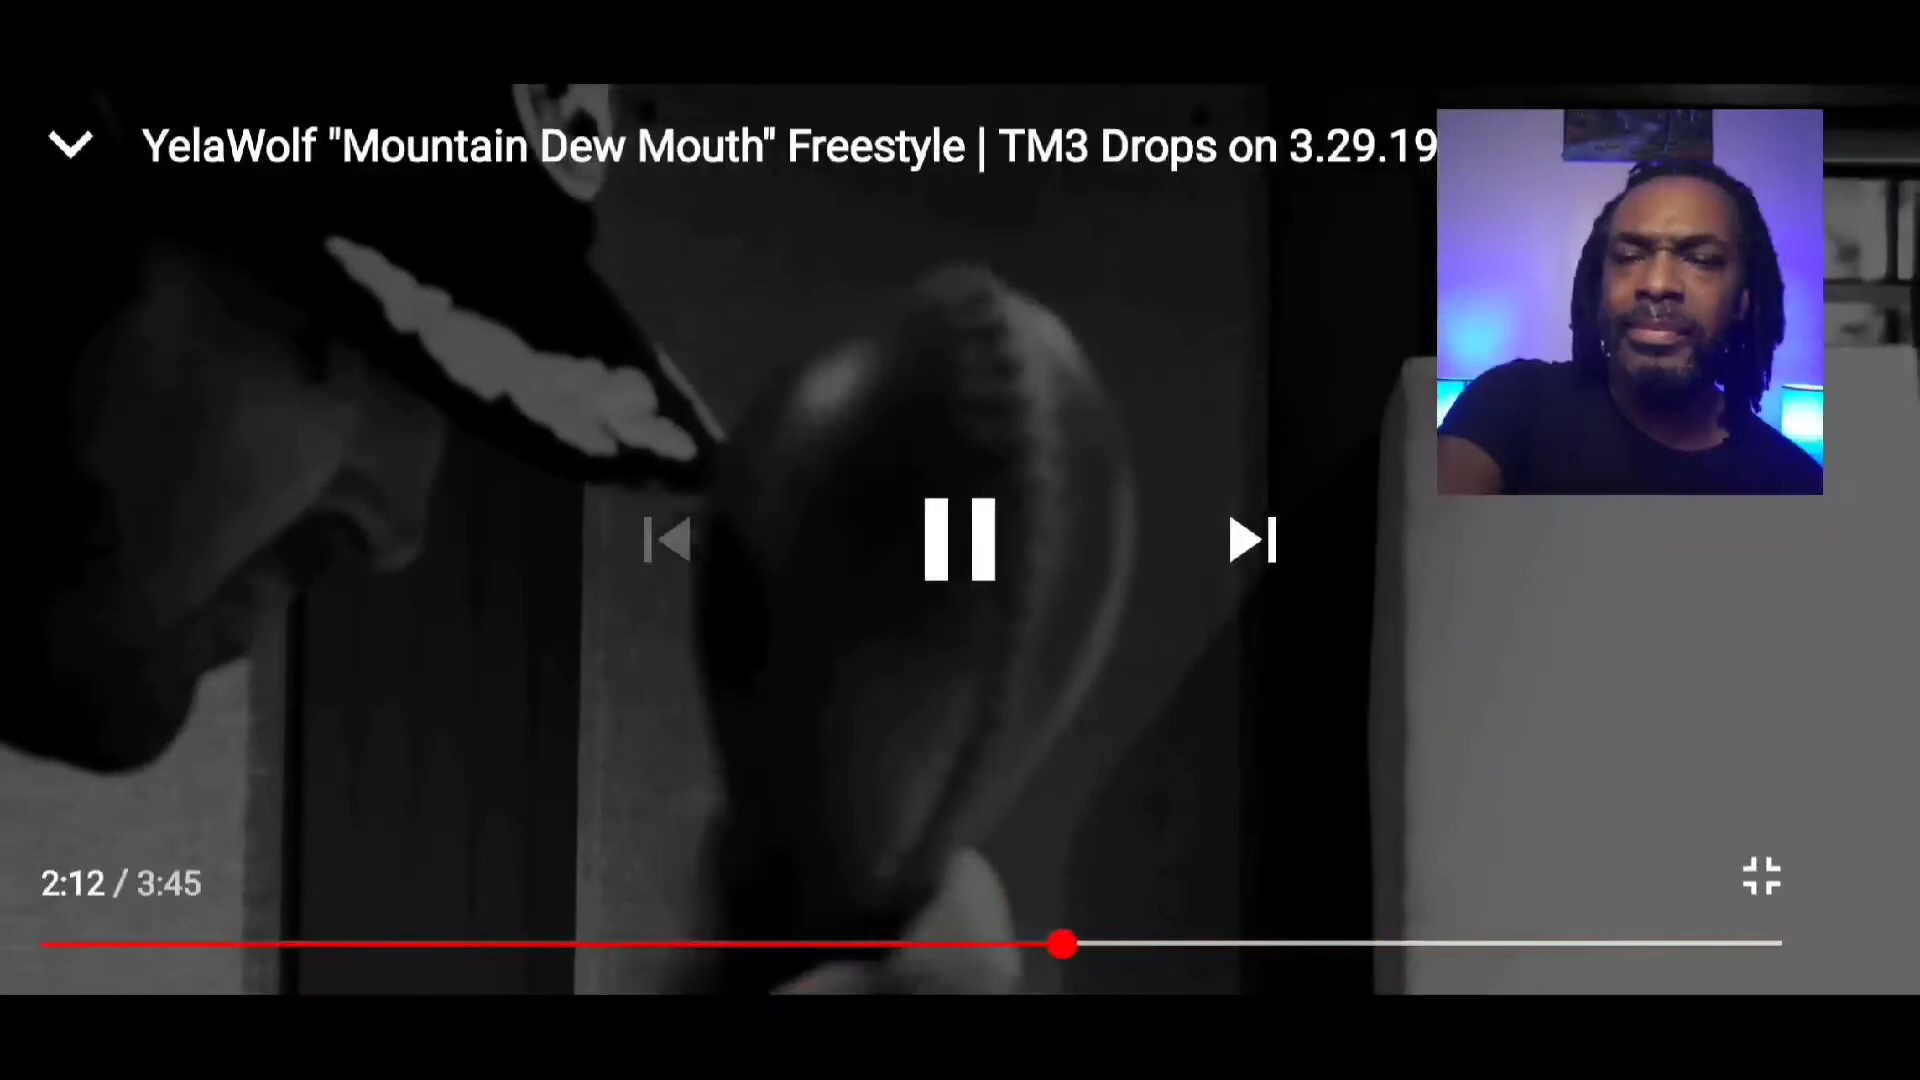 YelaWolf "Mountain Dew Mouth" Freestyle | TM3 Drops on 3.29.19
2:12 / 3:45